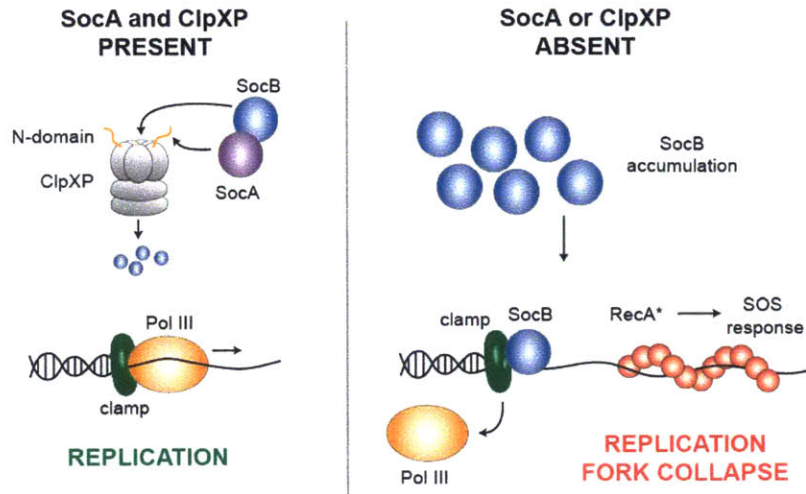 SocA and ClpXP
PRESENT
SocB
N-domain
ClpXP
SocA
Pol III
clamp
REPLICATION
SocA or ClpXP
ABSENT
SocB
accumulation
clamp
SocB
RecA*
SOS
response
Pol III
REPLICATION
FORK COLLAPSE